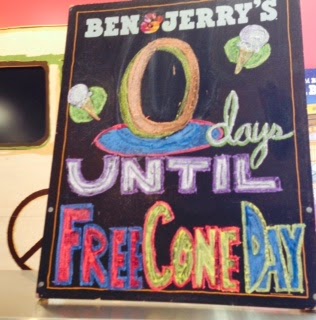 BEN & JERRY'S
0 days
UNTIL
FREE CONE DAY